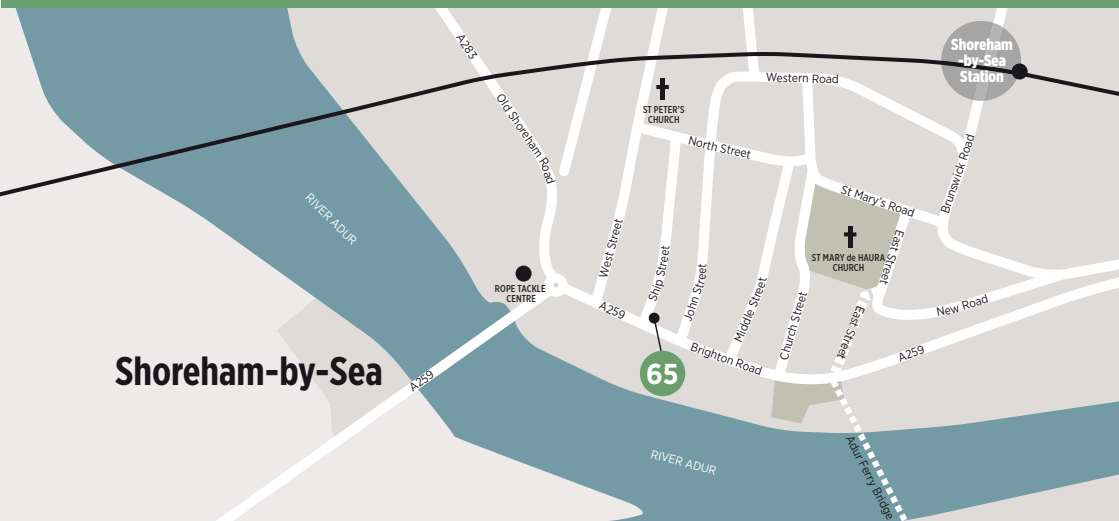 A283
Shoreham
-by-Sea
Station
Western Road
Old Shoreham Road
ST PETER'S
CHURCH
North Street
Brunswick Road
St Mary's Road
RIVER ADUR
West Street
Ship Street
John Street
Middle Street
Church Street
ST MARY de HAURA
CHURCH
East Street
ROPE TACKLE
CENTRE
A259
New Road
East Street
Brighton Road
A259
65
Shoreham-by-Sea
A259
RIVER ADUR
Adur Ferry Bridge